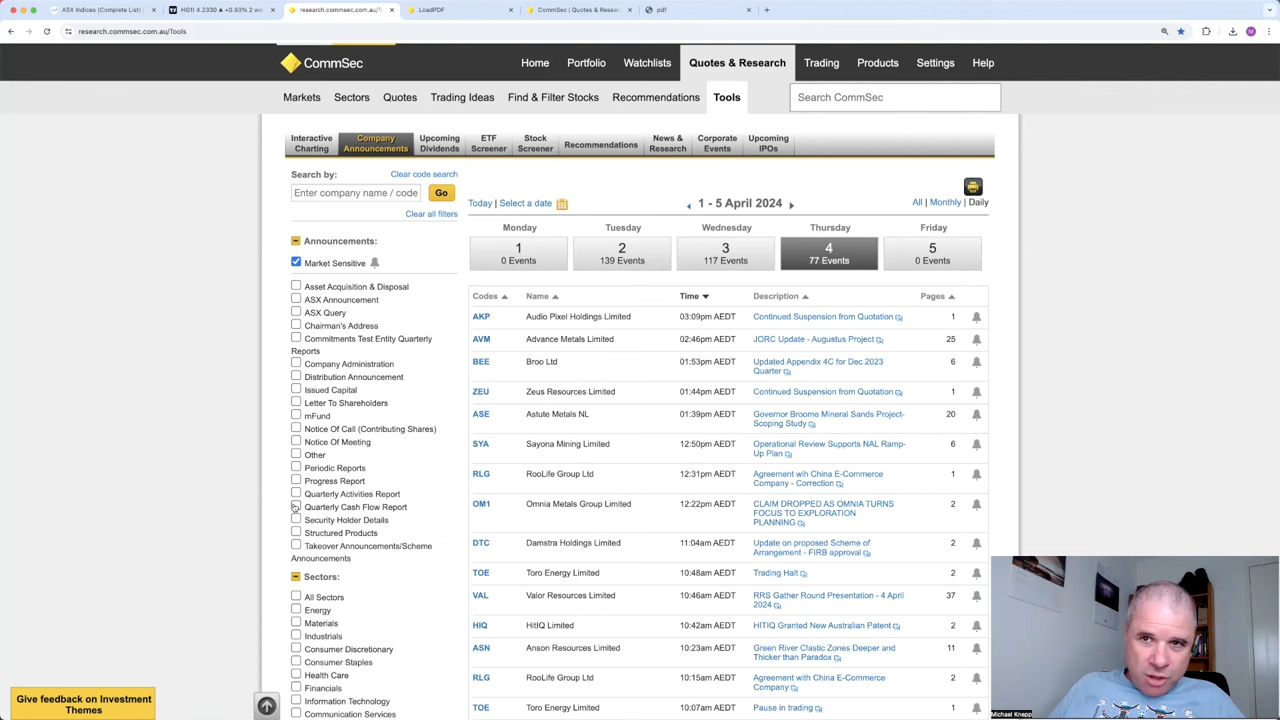 ASX Indices (Complete List)
HG1! 4.2330 ▲ +0.93% 2 we
research.commsec.com.au/To
LoadPDF
CommSec | Quotes & Resear
pdf
research.commsec.com.au/Tools
CommSec
Home
Portfolio
Watchlists
Quotes & Research
Trading
Products
Settings
Help
Markets
Sectors
Quotes
Trading Ideas
Find & Filter Stocks
Recommendations
Tools
Search CommSec
Interactive
Charting
Company
Announcements
Upcoming
Dividends
ETF
Screener
Stock
Screener
Recommendations
News &
Research
Corporate
Events
Upcoming
IPOs
Search by:
Clear code search
Enter company name / code
Go
Clear all filters
Announcements:
Market Sensitive
Asset Acquisition & Disposal
ASX Announcement
ASX Query
Chairman's Address
Commitments Test Entity Quarterly
Reports
Company Administration
Distribution Announcement
Issued Capital
Letter To Shareholders
mFund
Notice Of Call (Contributing Shares)
Notice Of Meeting
Other
Periodic Reports
Progress Report
Quarterly Activities Report
Quarterly Cash Flow Report
Security Holder Details
Structured Products
Takeover Announcements/Scheme
Announcements
Sectors:
All Sectors
Energy
Materials
Industrials
Consumer Discretionary
Consumer Staples
Health Care
Financials
Information Technology
Communication Services
Today | Select a date
1 - 5 April 2024
All | Monthly | Daily
Monday
Tuesday
Wednesday
Thursday
Friday
1
0 Events
2
139 Events
3
117 Events
4
77 Events
5
0 Events
Codes Name Time Description Pages
AKP Audio Pixel Holdings Limited 03:09pm AEDT Continued Suspension from Quotation 1
AVM Advance Metals Limited 02:46pm AEDT JORC Update - Augustus Project 25
BEE Broo Ltd 01:53pm AEDT Updated Appendix 4C for Dec 2023 6
Quarter
ZEU Zeus Resources Limited 01:44pm AEDT Continued Suspension from Quotation 1
ASE Astute Metals NL 01:39pm AEDT Governor Broome Mineral Sands Project- 20
Scoping Study
SYA Sayona Mining Limited 12:50pm AEDT Operational Review Supports NAL Ramp- 6
Up Plan
RLG RooLife Group Ltd 12:31pm AEDT Agreement wih China E-Commerce 1
Company - Correction
OM1 Omnia Metals Group Limited 12:22pm AEDT CLAIM DROPPED AS OMNIA TURNS 2
FOCUS TO EXPLORATION
PLANNING
DTC Damstra Holdings Limited 11:04am AEDT Update on proposed Scheme of 2
Arrangement - FIRB approval
TOE Toro Energy Limited 10:48am AEDT Trading Halt 2
VAL Valor Resources Limited 10:46am AEDT RRS Gather Round Presentation - 4 April 37
2024
HIQ HitIQ Limited 10:42am AEDT HITIQ Granted New Australian Patent 2
ASN Anson Resources Limited 10:23am AEDT Green River Clastic Zones Deeper and 11
Thicker than Paradox
RLG RooLife Group Ltd 10:15am AEDT Agreement with China E-Commerce 2
Company
TOE Toro Energy Limited 10:07am AEDT Pause in trading 1
Give feedback on Investment
Themes
Michael Knepp